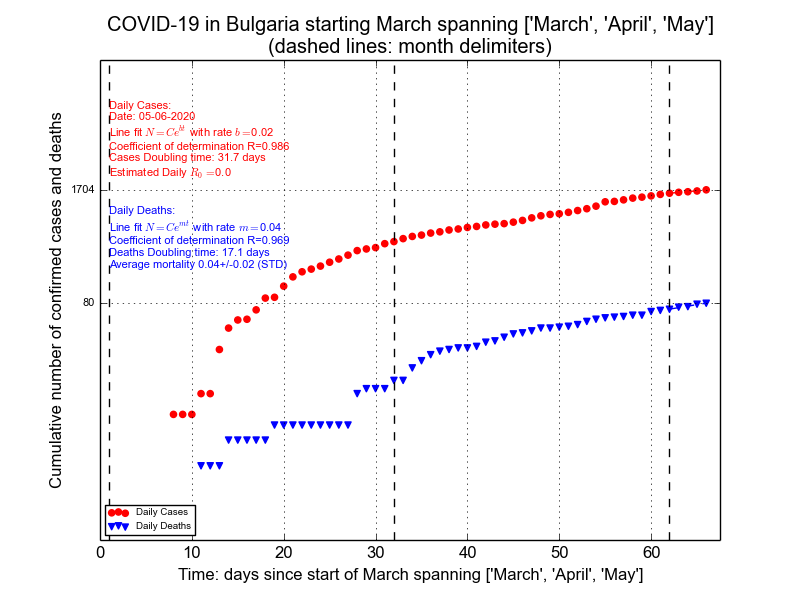 COVID-19 in Bulgaria starting March spanning ['March', 'April', 'May']
(dashed lines: month delimiters)
Cumulative number of confirmed cases and deaths
Daily Cases:
Date: 05-06-2020
Line fit N = Ce^{bt} with rate b =0.02
Coefficient of determination R=0.986
Cases Doubling time: 31.7 days
Estimated Daily R_0 =0.0
1704
Daily Deaths:
Line fit N = Ce^{mt} with rate m =0.04
Coefficient of determination R=0.969
Deaths Doubling time: 17.1 days
Average mortality 0.04+/-0.02 (STD)
80
Daily Cases
Daily Deaths
0 10 20 30 40 50 60
Time: days since start of March spanning ['March', 'April', 'May']